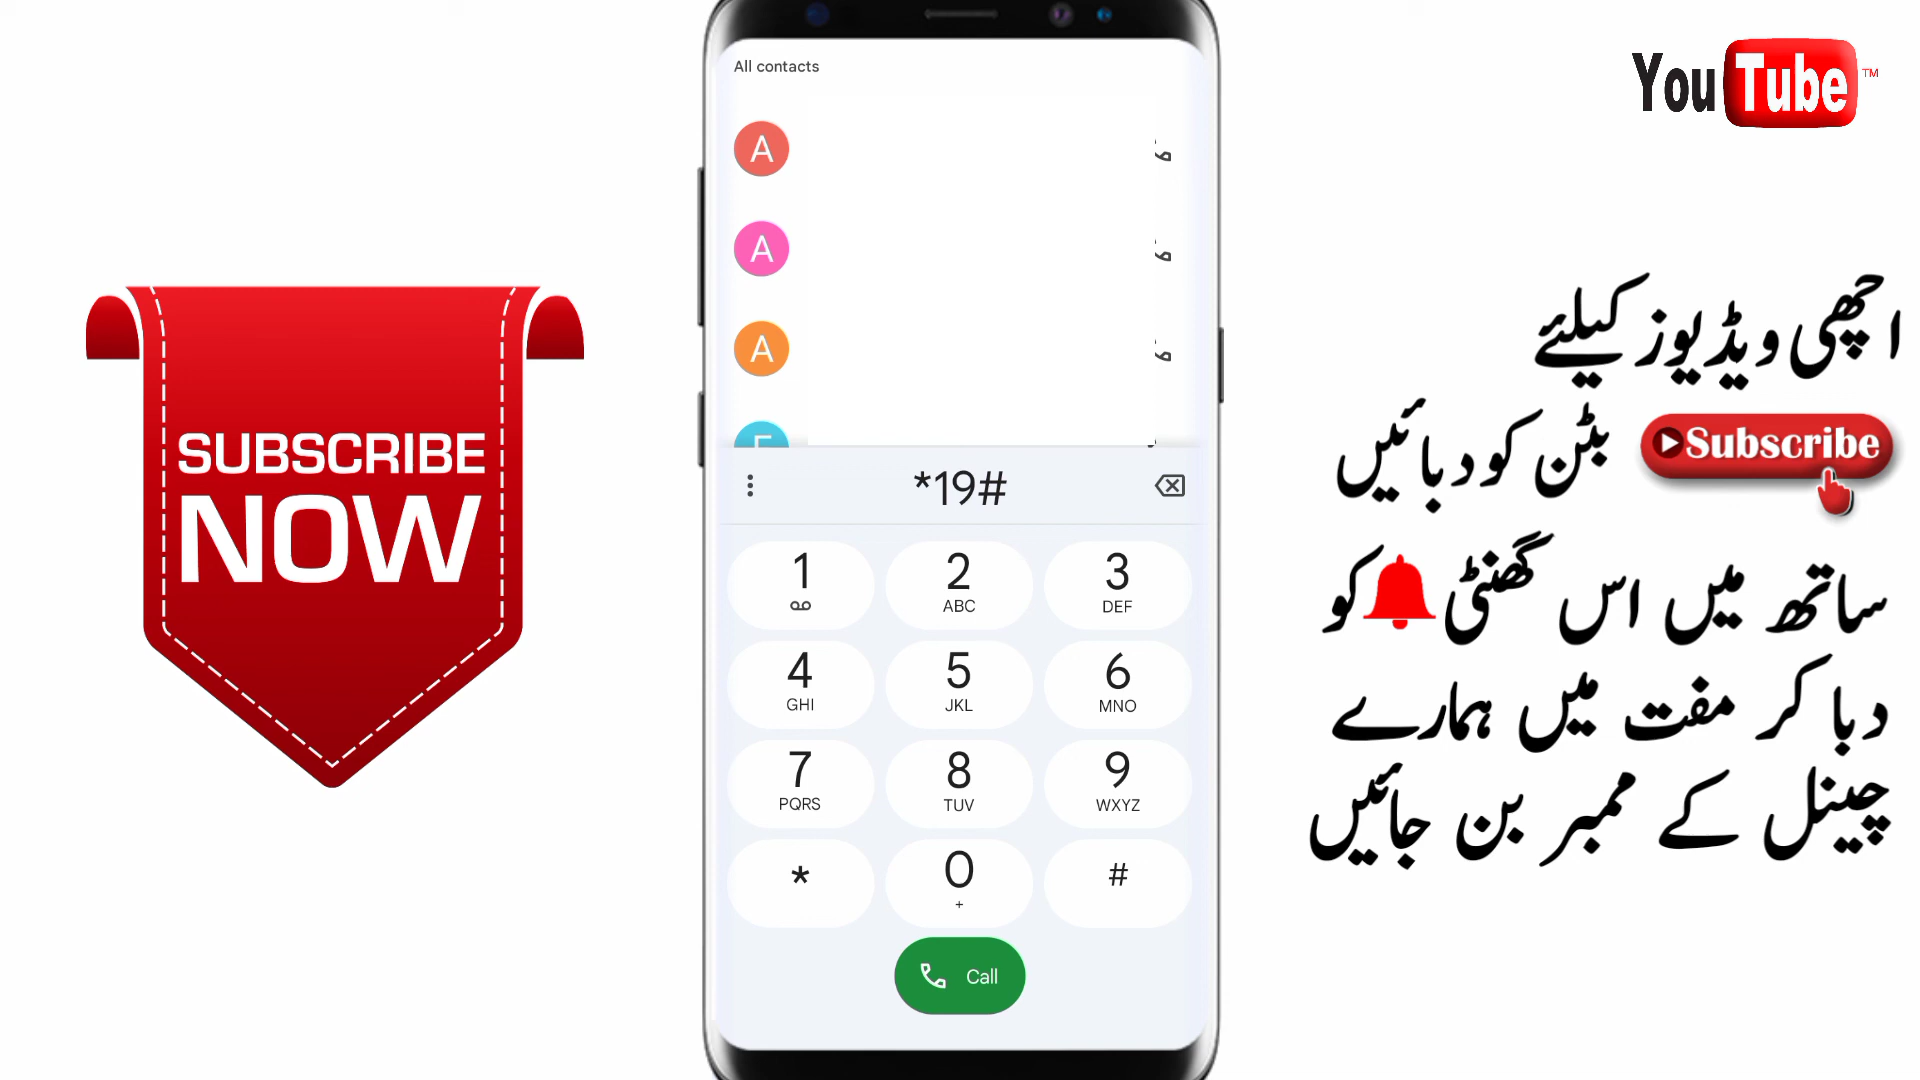 All contacts
A
A
A
*19#
1
2
ABC
3
DEF
4
GHI
5
JKL
6
MNO
7
PQRS
8
TUV
9
WXYZ
*
0
+
#
Call
SUBSCRIBE
NOW
YouTube™
اچھی ویڈیوز کیلئے
Subscribe بٹن کو دبائیں
ساتھ میں اس گھنٹی کو
دبا کر مفت میں ہمارے
چینل کے ممبر بن جائیں